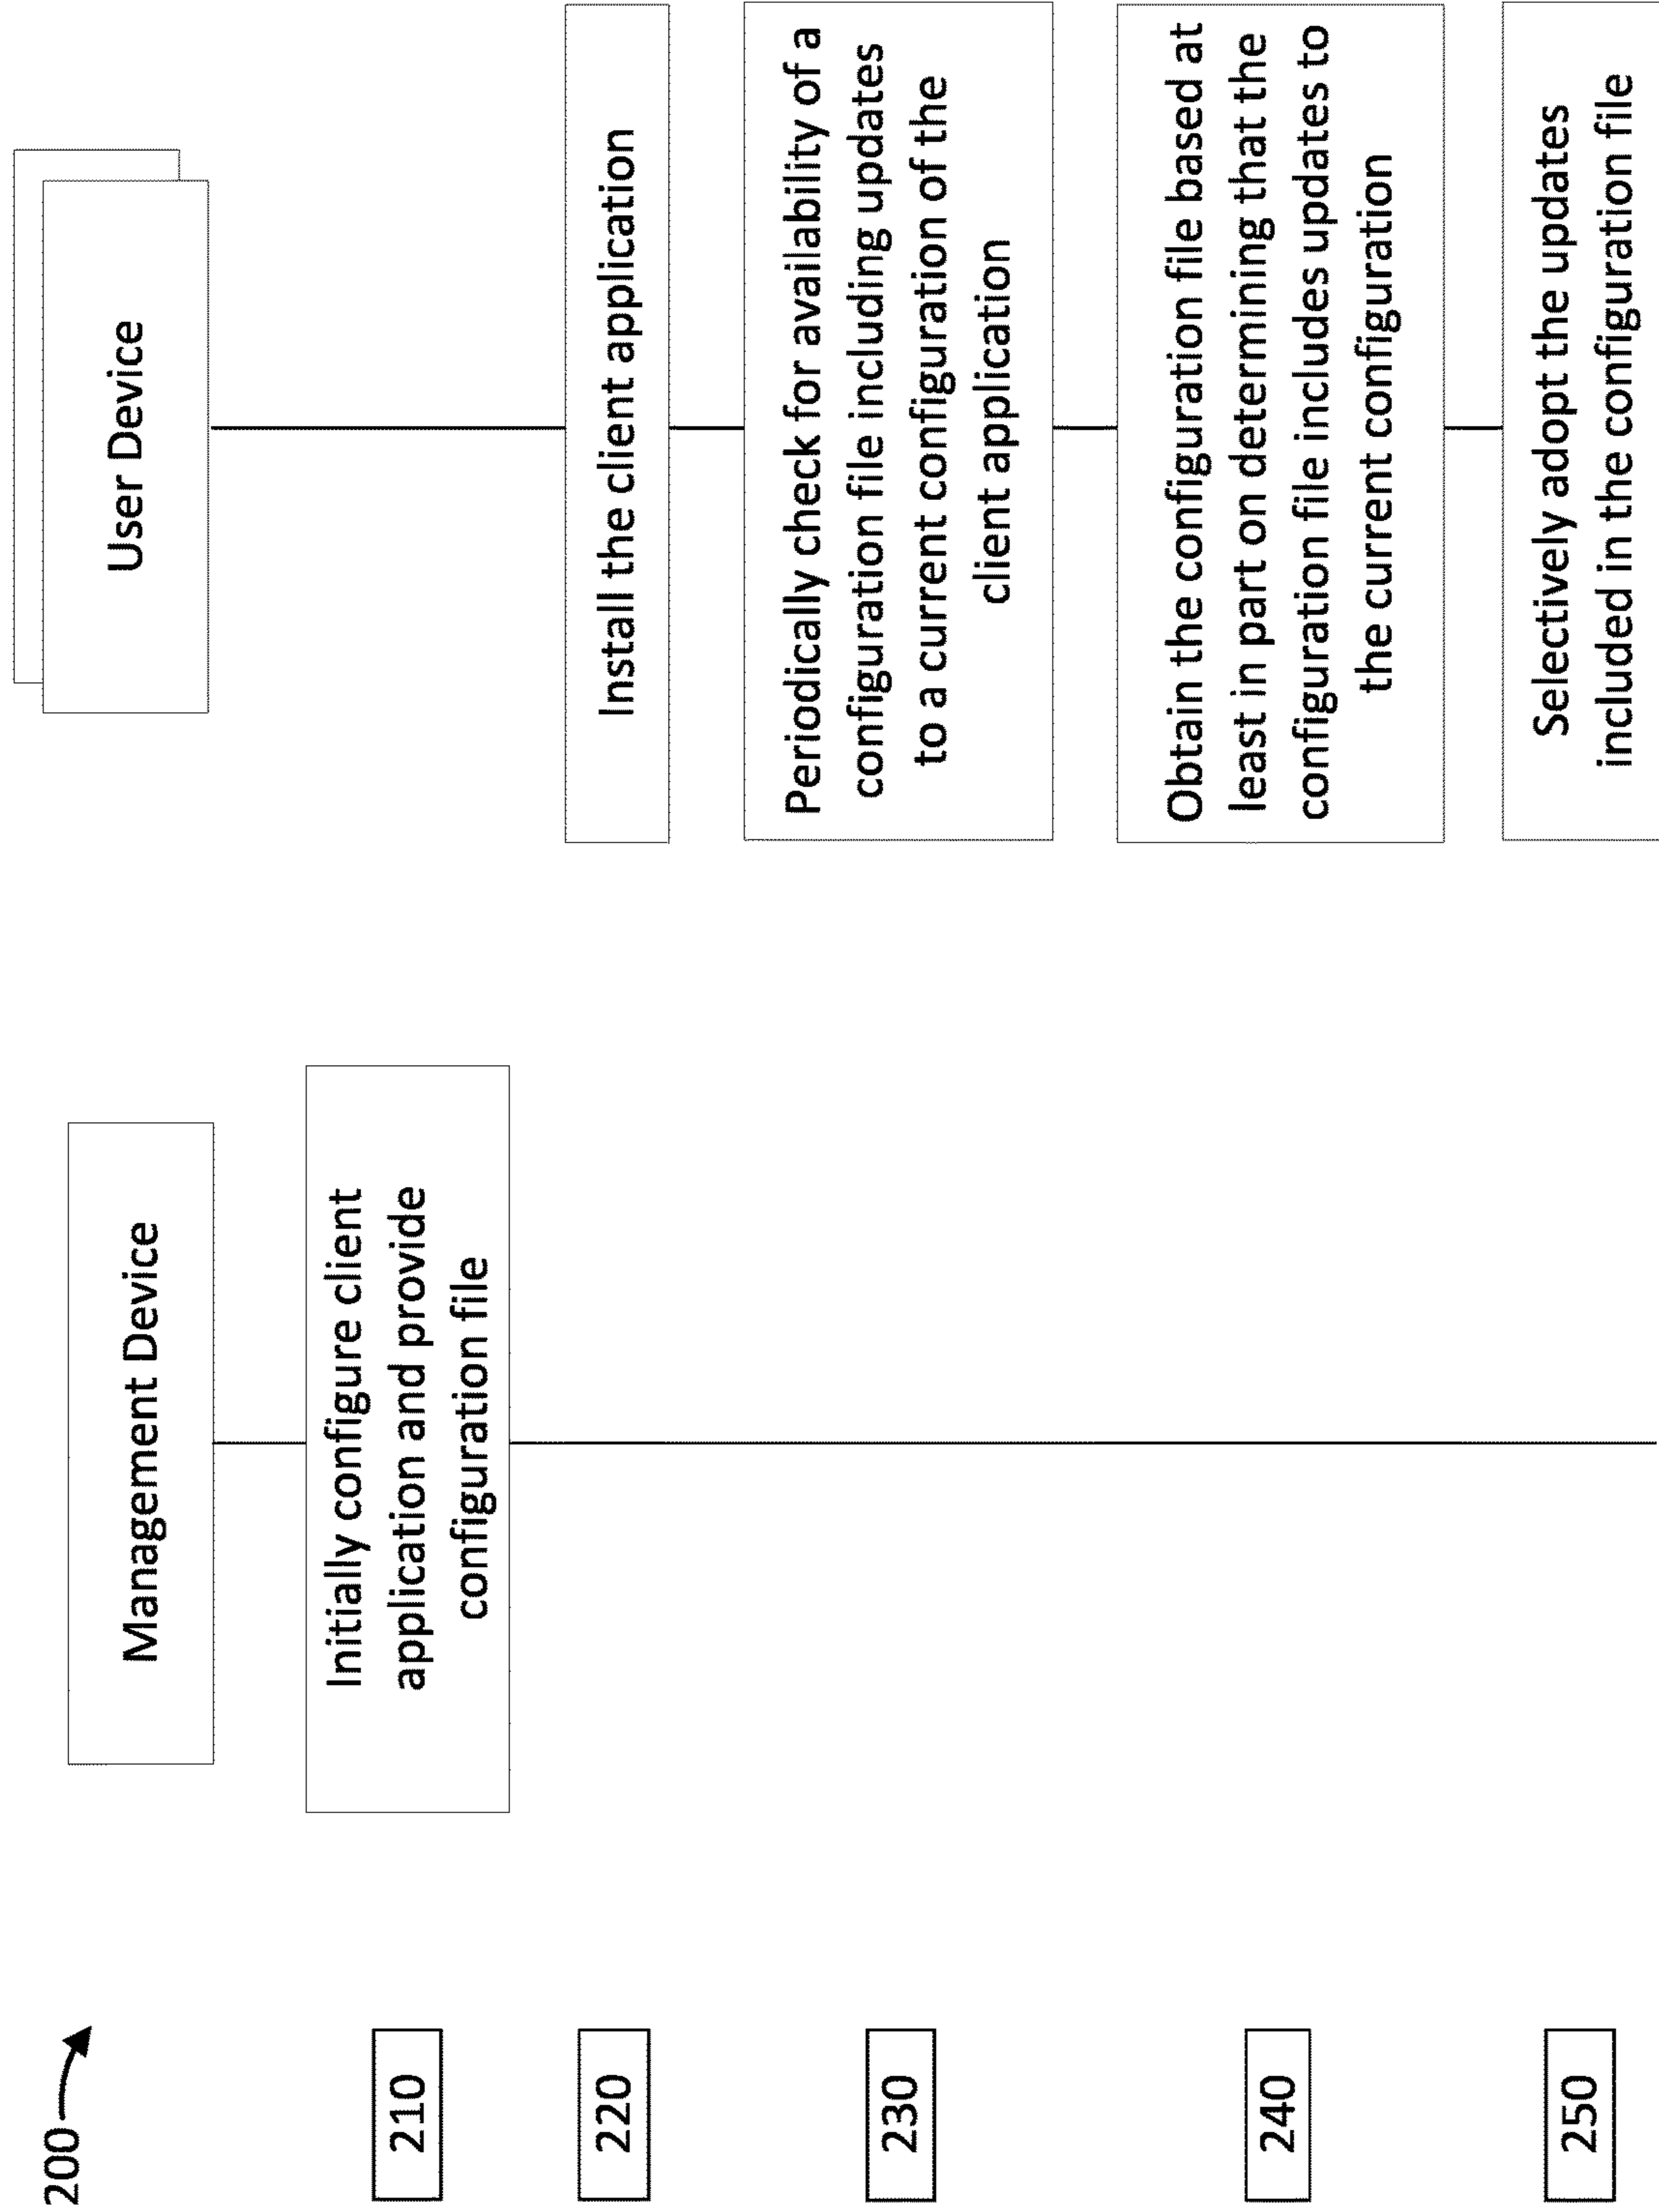 200
Management Device
User Device
210
Initially configure client
application and provide
configuration file
220
Install the client application
230
Periodically check for availability of a
configuration file including updates
to a current configuration of the
client application
240
Obtain the configuration file based at
least in part on determining that the
configuration file includes updates to
the current configuration
250
Selectively adopt the updates
included in the configuration file